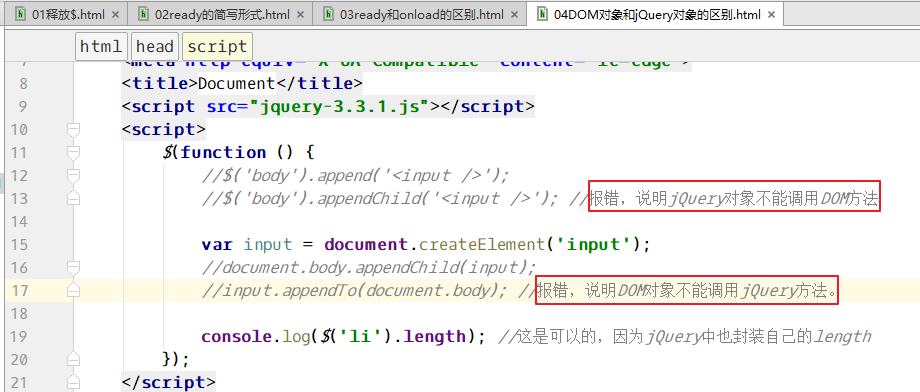 01释放$.html × 02ready的简写形式.html × 03ready和onload的区别.html × 04DOM对象和jQuery对象的区别.html ×
html head script
7 <meta http-equiv="X-UA-Compatible" content="ie=edge">
8 <title>Document</title>
9 <script src="jquery-3.3.1.js"></script>
10 <script>
11 $(function () {
12 //$('body').append('<input />');
13 //$('body').appendChild('<input />'); //报错，说明jQuery对象不能调用DOM方法
14
15 var input = document.createElement('input');
16 //document.body.appendChild(input);
17 //input.appendTo(document.body); //报错，说明DOM对象不能调用jQuery方法。
18
19 console.log($('li').length); //这是可以的，因为jQuery中也封装自己的length
20 });
21 </script>